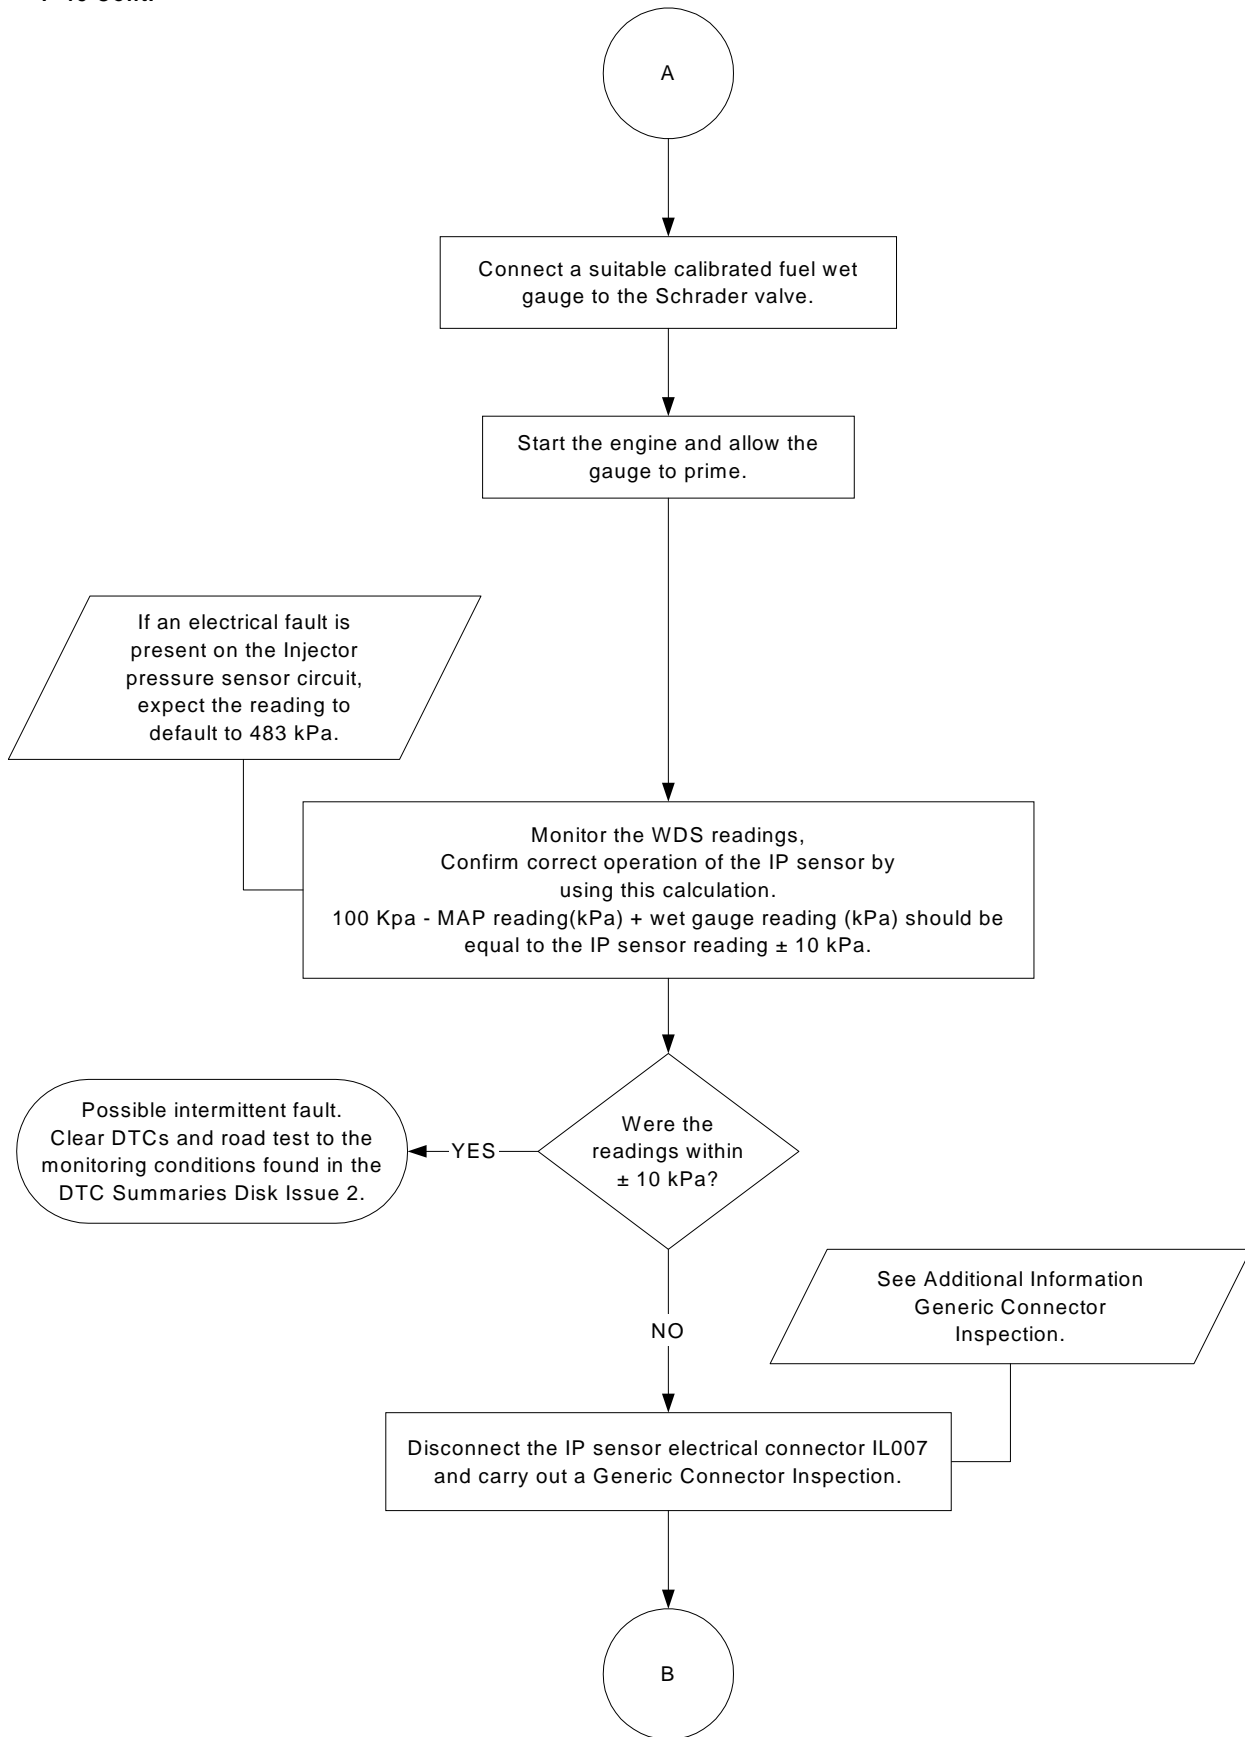 A
Connect a suitable calibrated fuel wet
gauge to the Schrader valve.
Start the engine and allow the
gauge to prime.
If an electrical fault is
present on the Injector
pressure sensor circuit,
expect the reading to
default to 483 kPa.
Monitor the WDS readings,
Confirm correct operation of the IP sensor by
using this calculation.
100 Kpa - MAP reading(kPa) + wet gauge reading (kPa) should be
equal to the IP sensor reading ± 10 kPa.
Were the
readings within
± 10 kPa?
YES
Possible intermittent fault.
Clear DTCs and road test to the
monitoring conditions found in the
DTC Summaries Disk Issue 2.
NO
See Additional Information
Generic Connector
Inspection.
Disconnect the IP sensor electrical connector IL007
and carry out a Generic Connector Inspection.
B